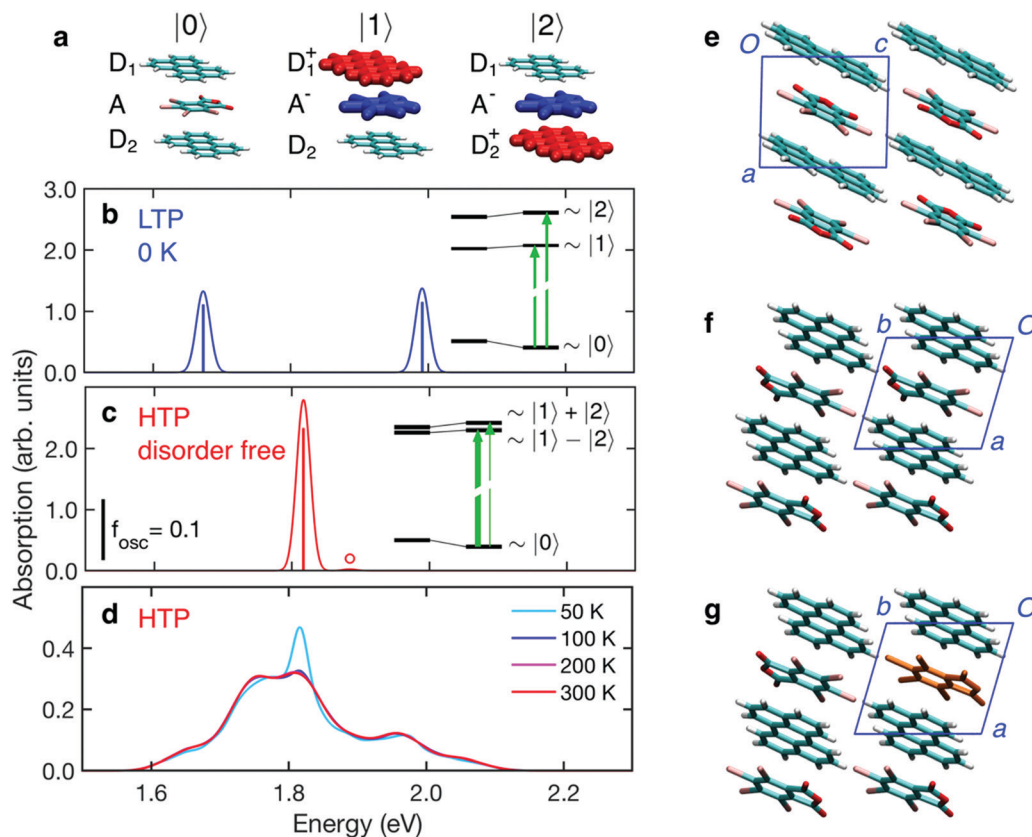 a
|0⟩ |1⟩ |2⟩
D₁ D₁⁺ D₁
A A⁻ A⁻
D₂ D₂ D₂⁺
b LTP
0 K
~ |2⟩
~ |1⟩
~ |0⟩
3.0
2.0
1.0
0.0
c HTP
disorder free
~ |1⟩ + |2⟩
~ |1⟩ − |2⟩
~ |0⟩
f_osc = 0.1
2.0
1.0
0.0
d HTP
50 K
100 K
200 K
300 K
0.4
0.2
0.0
1.6 1.8 2.0 2.2
Energy (eV)
Absorption (arb. units)
e
O c
a
f
b O
a
g
b O
a